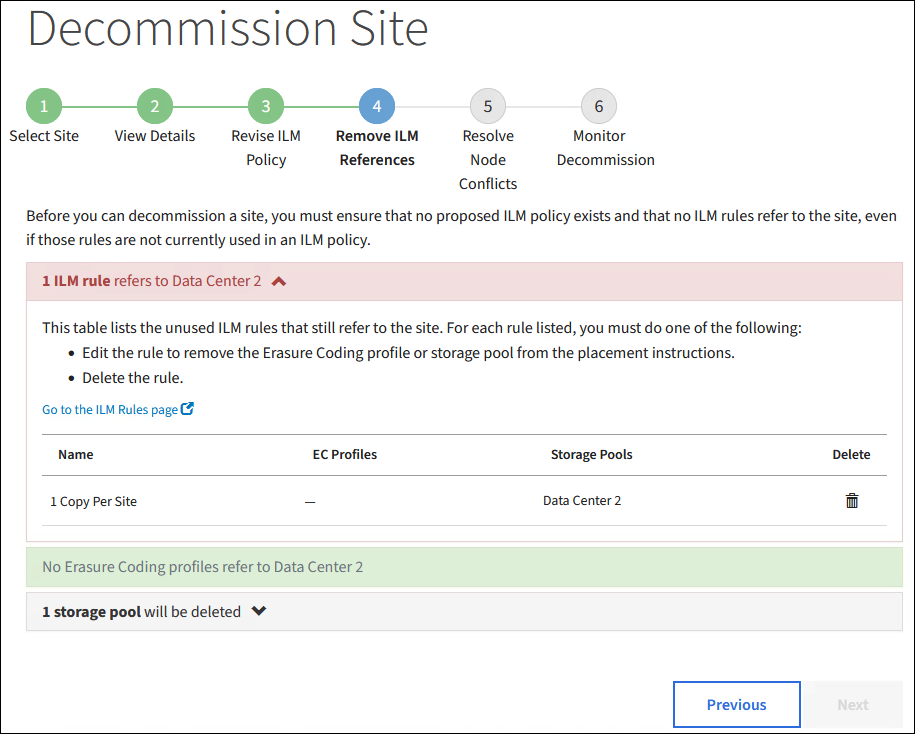 Decommission Site
1 2 3 4 5 6
Select Site View Details Revise ILM Policy Remove ILM References Resolve Node Conflicts Monitor Decommission
Before you can decommission a site, you must ensure that no proposed ILM policy exists and that no ILM rules refer to the site, even
if those rules are not currently used in an ILM policy.
1 ILM rule refers to Data Center 2
This table lists the unused ILM rules that still refer to the site. For each rule listed, you must do one of the following:
• Edit the rule to remove the Erasure Coding profile or storage pool from the placement instructions.
• Delete the rule.
Go to the ILM Rules page
Name EC Profiles Storage Pools Delete
1 Copy Per Site — Data Center 2
No Erasure Coding profiles refer to Data Center 2
1 storage pool will be deleted
Previous Next